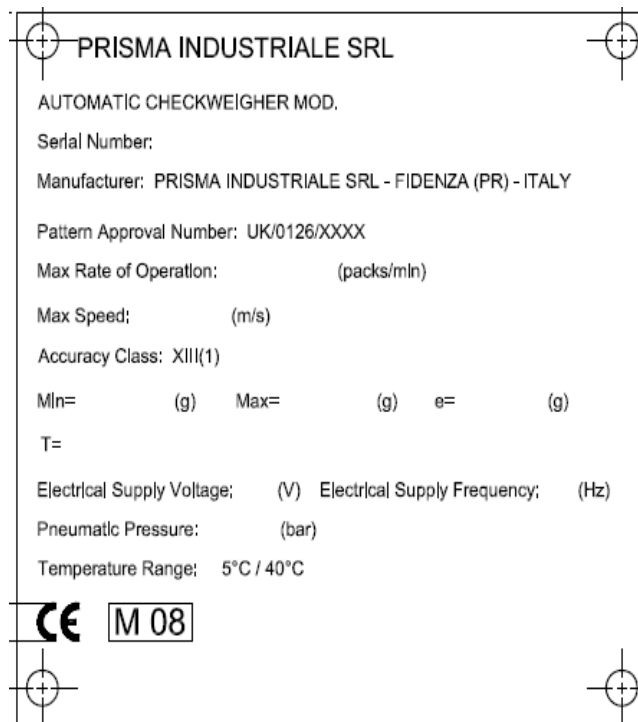 PRISMA INDUSTRIALE SRL
AUTOMATIC CHECKWEIGHER MOD.
Serial Number:
Manufacturer: PRISMA INDUSTRIALE SRL - FIDENZA (PR) - ITALY
Pattern Approval Number: UK/0126/XXXX
Max Rate of Operation: (packs/min)
Max Speed: (m/s)
Accuracy Class: XIII(1)
Min= (g) Max= (g) e= (g)
T=
Electrical Supply Voltage: (V) Electrical Supply Frequency: (Hz)
Pneumatic Pressure: (bar)
Temperature Range: 5°C / 40°C
CE M 08